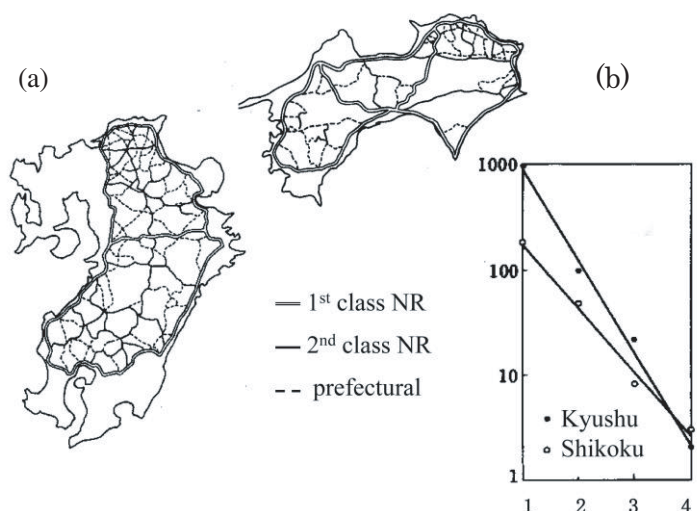 (a)
(b)
1st class NR
2nd class NR
prefectural
1000
100
10
1
Kyushu
Shikoku
1 2 3 4